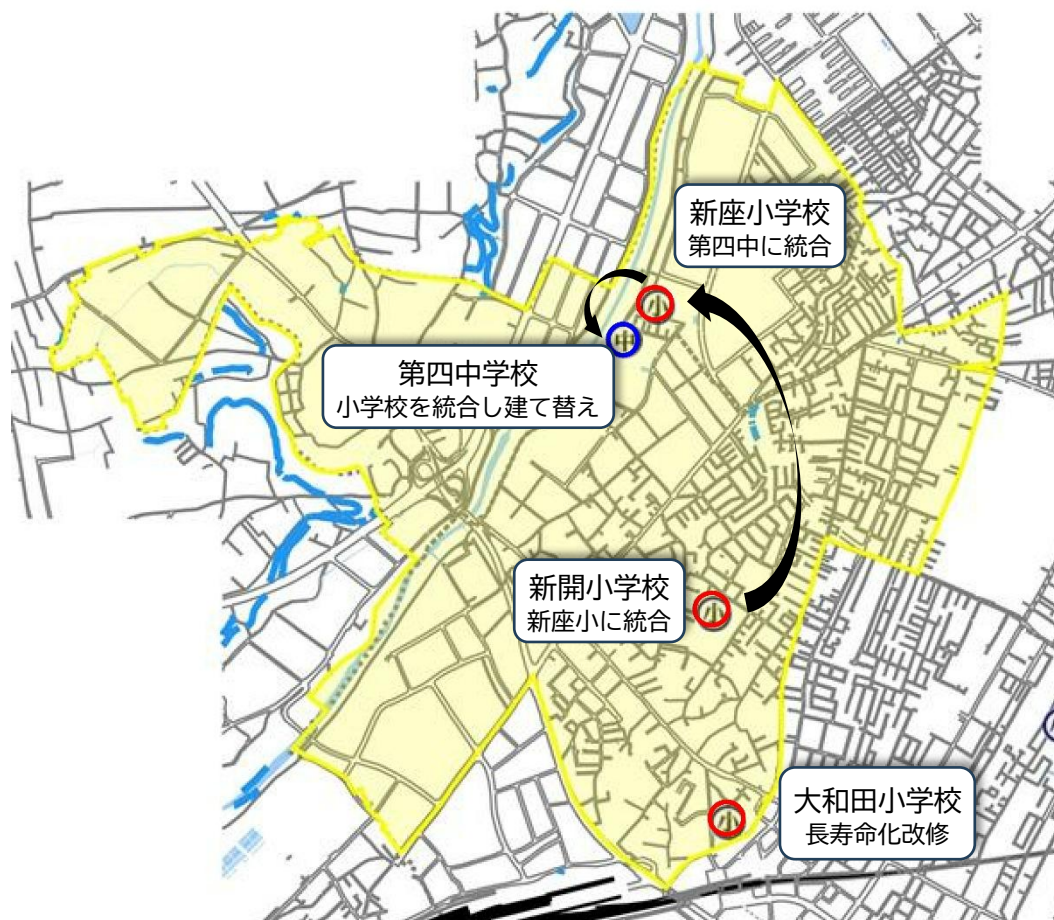 新座小学校
第四中に統合
小
中
第四中学校
小学校を統合し建て替え
新開小学校
新座小に統合
小
大和田小学校
長寿命化改修
小